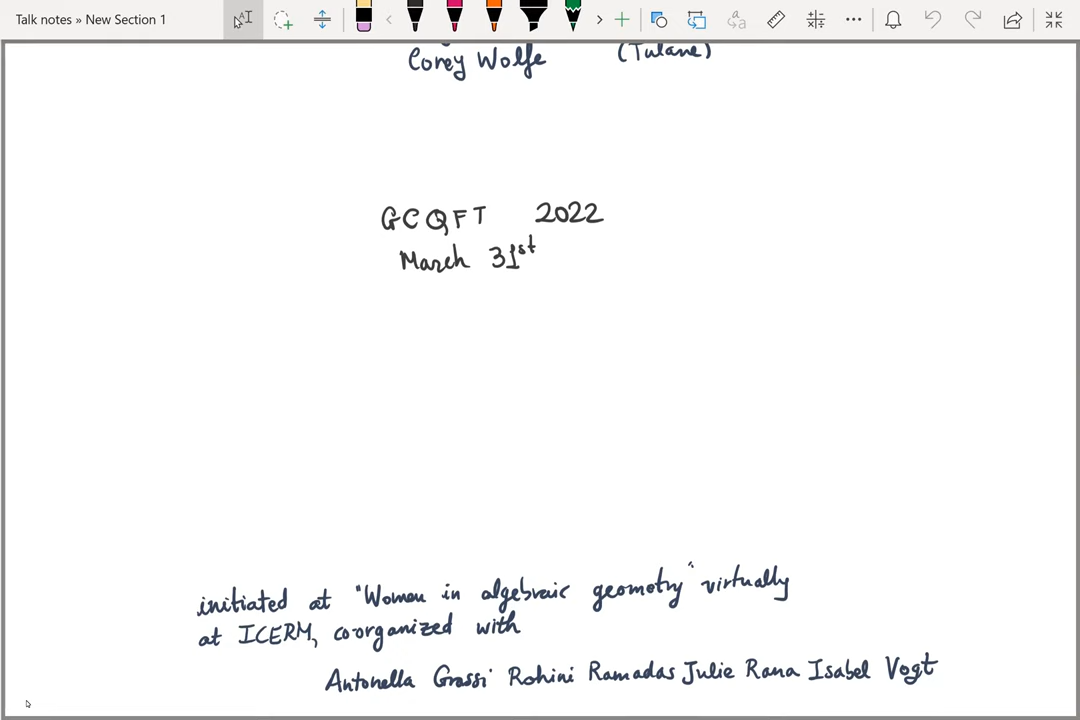 Talk notes » New Section 1
Corey Wolfe (Tulane)
GCQFT 2022
March 31st
initiated at "Women in algebraic geometry" virtually
at ICERM, co-organized with
Antonella Grassi Rohini Ramadas Julie Rana Isabel Vogt